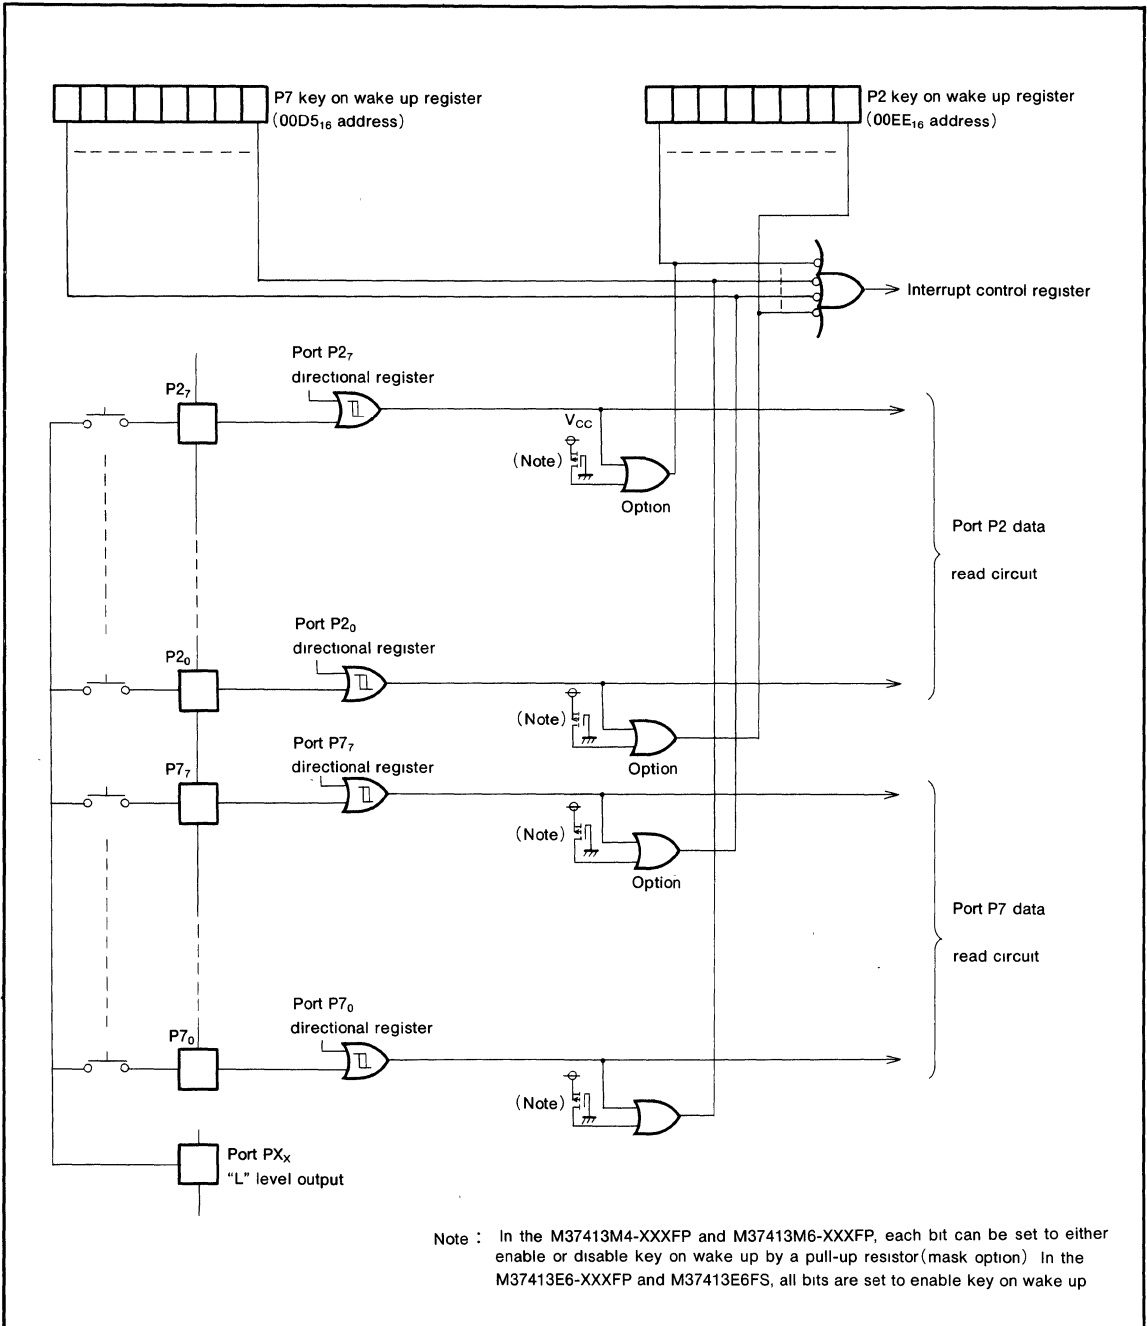 P7 key on wake up register
(00D5₁₆ address)
P2 key on wake up register
(00EE₁₆ address)
Interrupt control register
Port P2₇
directional register
P2₇
V_CC
(Note)
Option
Port P2 data
read circuit
Port P2₀
directional register
P2₀
(Note)
Option
Port P7₇
directional register
P7₇
(Note)
Option
Port P7 data
read circuit
Port P7₀
directional register
P7₀
(Note)
Port PXₓ
“L” level output
Note : In the M37413M4-XXXFP and M37413M6-XXXFP, each bit can be set to either
enable or disable key on wake up by a pull-up resistor(mask option) In the
M37413E6-XXXFP and M37413E6FS, all bits are set to enable key on wake up